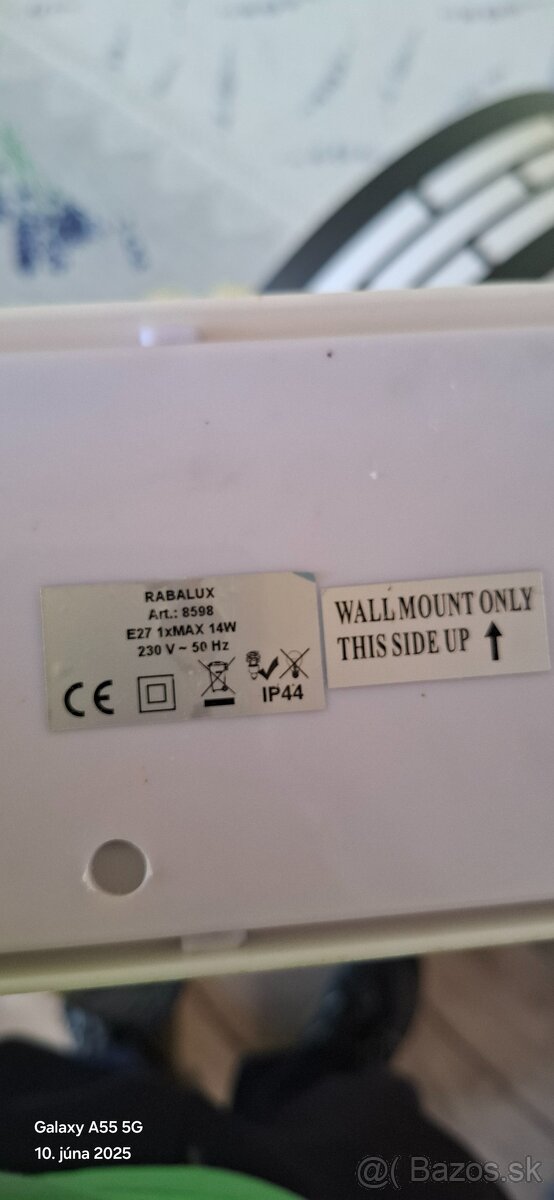 RABALUX
Art.: 8598
E27 1xMAX 14W
230 V ~ 50 Hz
CE
IP44
WALL MOUNT ONLY
THIS SIDE UP
Galaxy A55 5G
10. júna 2025
@( Bazos.sk